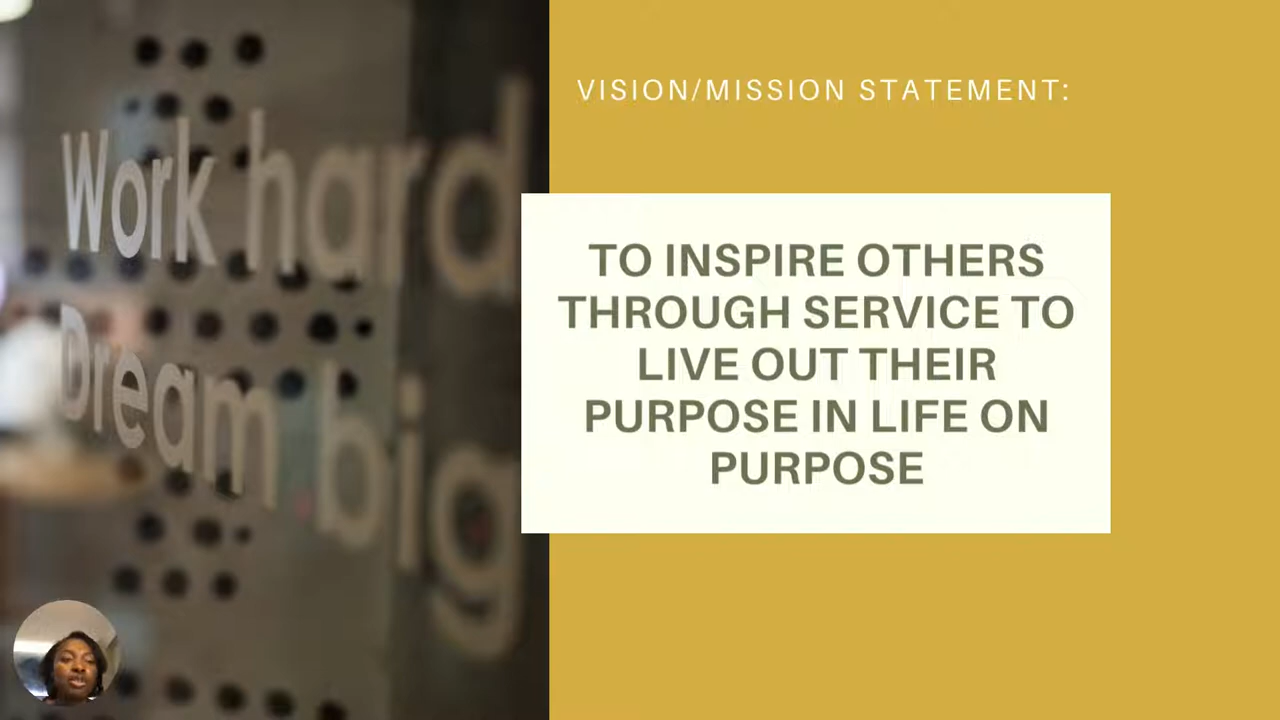 Work hard
Dream big
VISION/MISSION STATEMENT:
TO INSPIRE OTHERS
THROUGH SERVICE TO
LIVE OUT THEIR
PURPOSE IN LIFE ON
PURPOSE